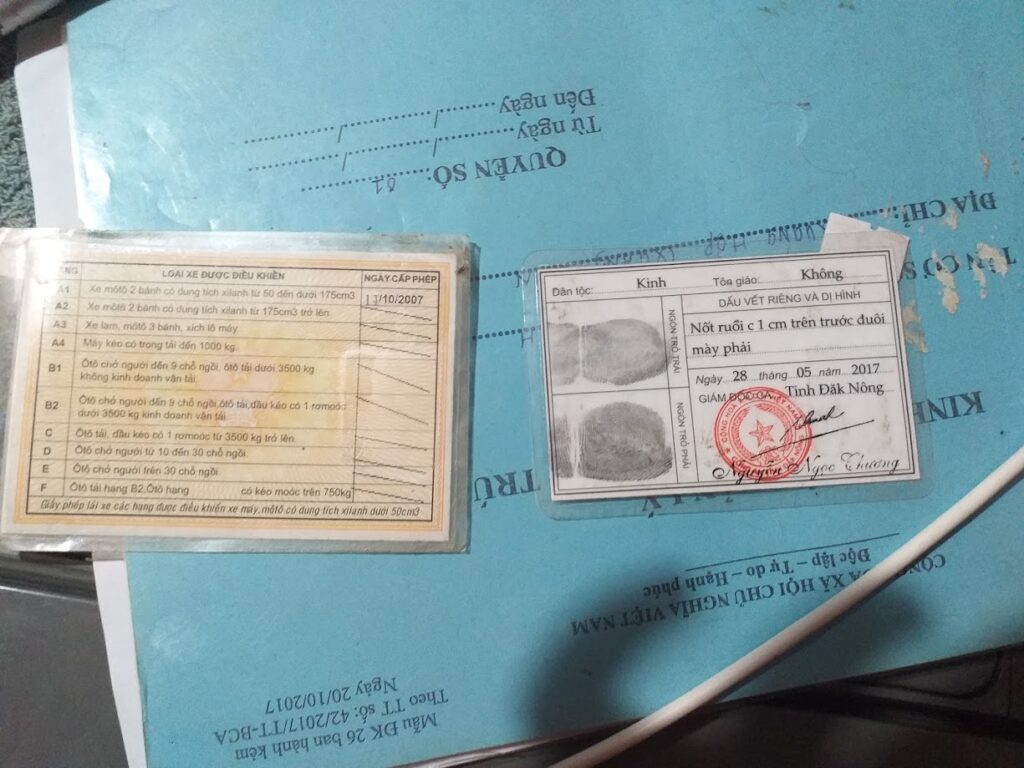 HẠNG LOẠI XE ĐƯỢC ĐIỀU KHIỂN NGÀY CẤP PHÉP
A1 Xe môtô 2 bánh có dung tích xilanh từ 50 đến dưới 175cm3 11/10/2007
A2 Xe môtô 2 bánh có dung tích xilanh từ 175cm3 trở lên
A3 Xe lam, môtô 3 bánh, xích lô máy
A4 Máy kéo có trọng tải đến 1000 kg.
B1 Ôtô chở người đến 9 chỗ ngồi, ôtô tải dưới 3500 kg
không kinh doanh vận tải.
B2 Ôtô chở người đến 9 chỗ ngồi,ôtô tải,đầu kéo có 1 rơmoóc
dưới 3500 kg kinh doanh vận tải
C Ôtô tải, đầu kéo có 1 rơmoóc từ 3500 kg trở lên.
D Ôtô chở người từ 10 đến 30 chỗ ngồi.
E Ôtô chở người trên 30 chỗ ngồi.
F Ôtô tải hạng B2,Ôtô hạng có kéo moóc trên 750kg
Giấy phép lái xe các hạng được điều khiển xe máy,môtô có dung tích xilanh dưới 50cm3
Dân tộc: Kinh Tôn giáo: Không
DẤU VẾT RIÊNG VÀ DỊ HÌNH
Nốt ruồi c 1 cm trên trước đuôi
mày phải
NGÓN TRỎ TRÁI
NGÓN TRỎ PHẢI
Ngày 28 tháng 05 năm 2017
GIÁM ĐỐC CA Tỉnh Đăk Nông
Nguyễn Ngọc Thương
Mẫu ĐK 26 ban hành kèm
Theo TT số: 42/2017/TT-BCA
Ngày 20/10/2017
CỘNG HÒA XÃ HỘI CHỦ NGHĨA VIỆT NAM
Độc lập – Tự do – Hạnh phúc
LÝ TRÚ
KINH
TÊN CƠ S
ĐỊA CHỈ:
QUYỂN SỐ: 01
Từ ngày / /
Đến ngày / /